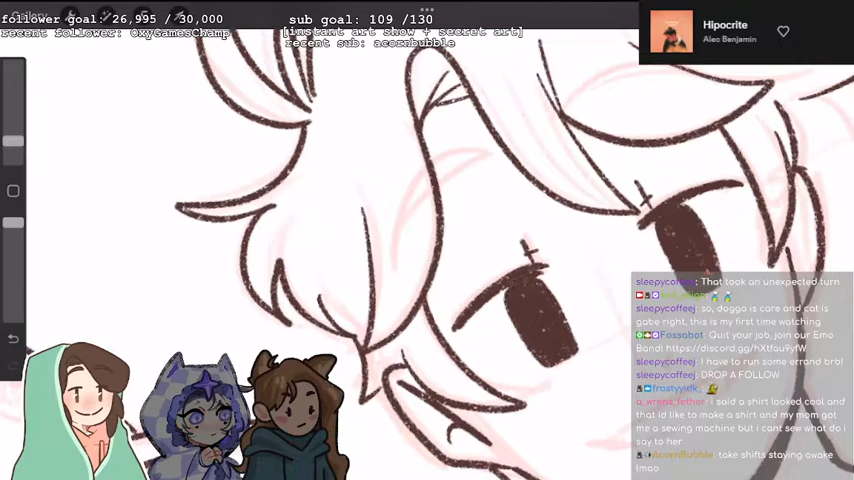 follower goal: 26,995 / 30,000
sub goal: 109 /130
recent follower: OxyGamesChamp
[instant art show + secret art]
recent sub: acornbubble
Hipocrite
Alec Benjamin
sleepycoffeej: That took an unexpected turn
sleepycoffeej: so, doggo is care and cat is
gabe right, this is my first time watching
Fossabot: Quit your job, join our Emo
Band! https://discord.gg/hXtfau9yfW
sleepycoffeej: I have to run some errand brb!
sleepycoffeej: DROP A FOLLOW
frostyyidk_:
a_wrens_fether: i said a shirt looked cool and
that id like to make a shirt and my mom got
me a sewing machine but i cant sew what do i
say to her
AcornBubble: take shifts staying awake
lmao